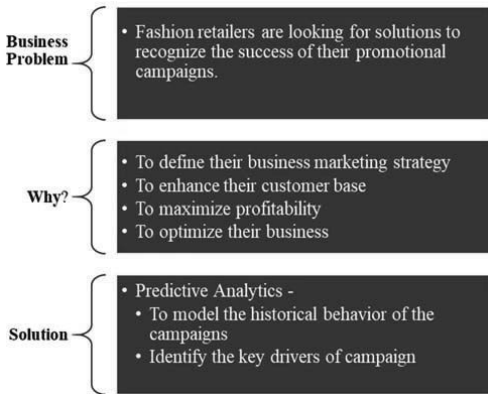 Business
Problem
• Fashion retailers are looking for solutions to
recognize the success of their promotional
campaigns.
Why?
• To define their business marketing strategy
• To enhance their customer base
• To maximize profitability
• To optimize their business
Solution
• Predictive Analytics -
• To model the historical behavior of the
campaigns
• Identify the key drivers of campaign